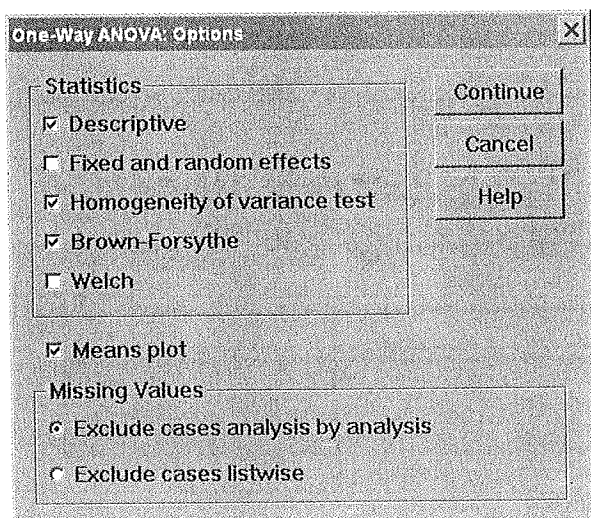 One-Way ANOVA: Options
Statistics
Descriptive
Fixed and random effects
Homogeneity of variance test
Brown-Forsythe
Welch
Continue
Cancel
Help
Means plot
Missing Values
Exclude cases analysis by analysis
Exclude cases listwise